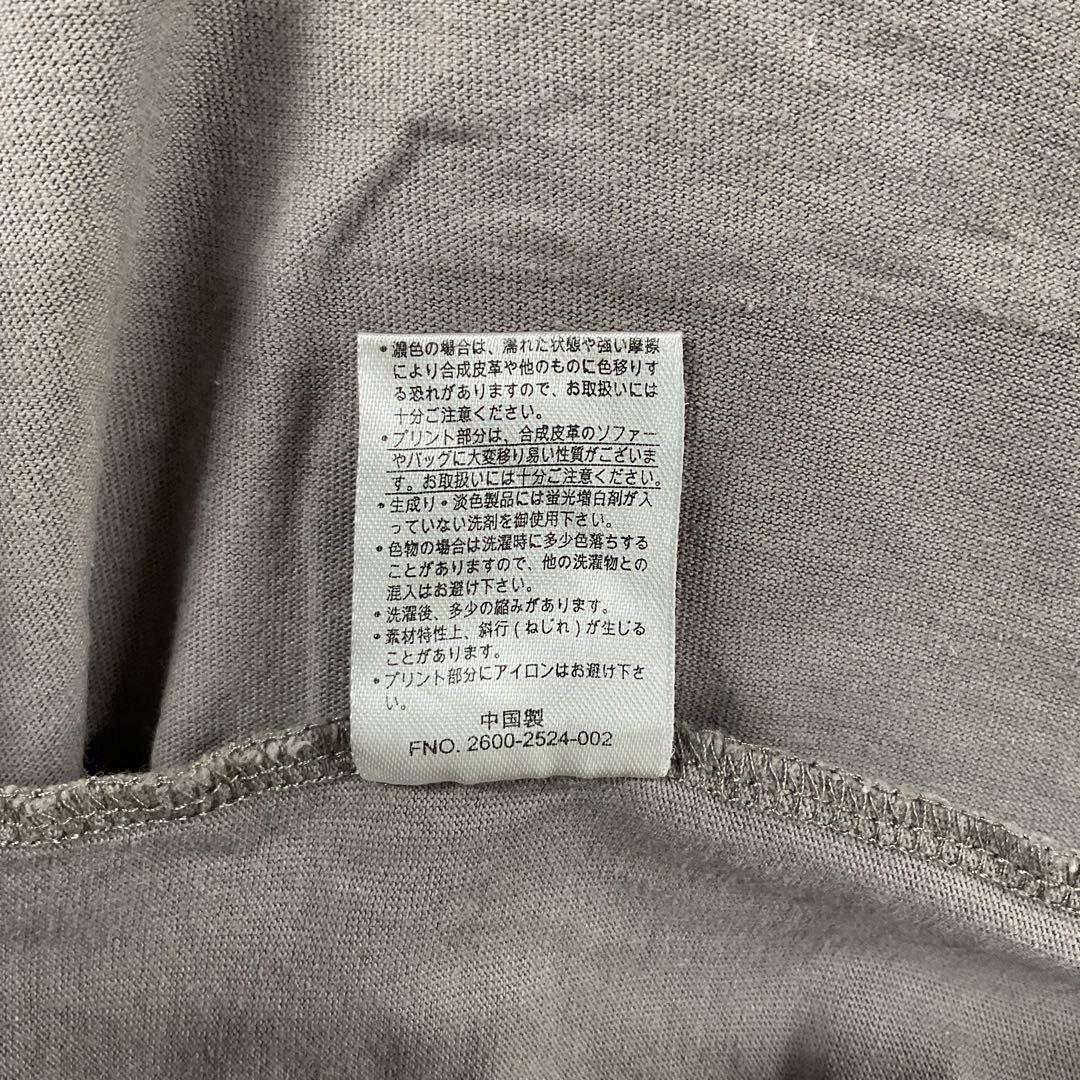 ・濃色の場合は、濡れた状態や強い摩擦
により合成皮革や他のものに色移りす
る恐れがありますので、お取扱いには
十分ご注意ください。
・プリント部分は、合成皮革のソファー
やバッグに大変移り易い性質がございま
す。お取扱いには十分ご注意ください。
・生成り・淡色製品には蛍光増白剤が入
っていない洗剤を御使用下さい。
・色物の場合は洗濯時に多少色落ちする
ことがありますので、他の洗濯物との
混入はお避け下さい。
・洗濯後、多少の縮みがあります。
・素材特性上、斜行(ねじれ)が生じる
ことがあります。
・プリント部分にアイロンはお避け下さ
い。
中国製
FNO. 2600-2524-002